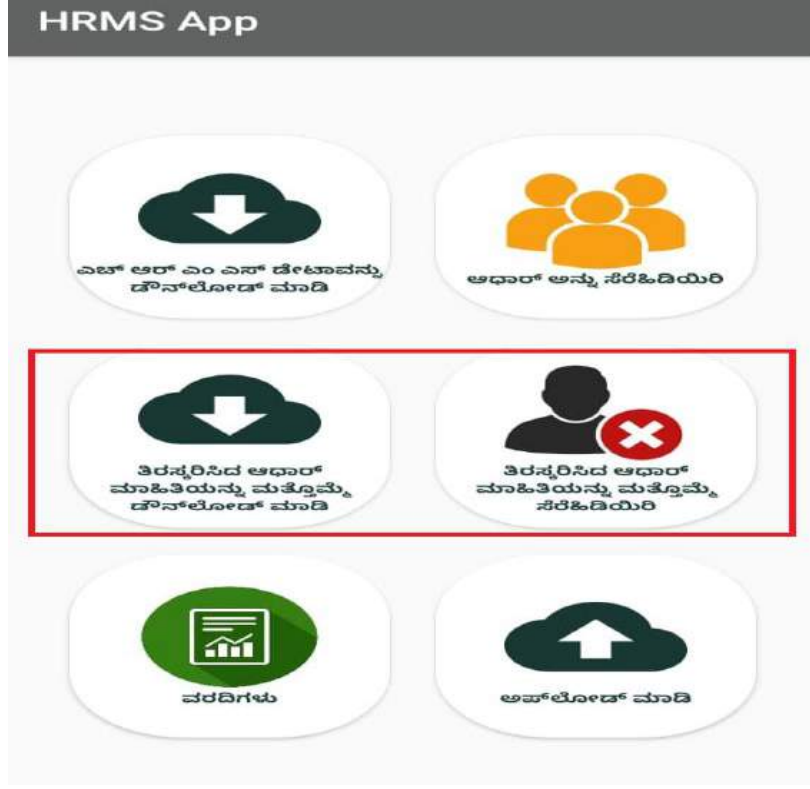 HRMS App
ಎಚ್ ಆರ್ ಎಂ ಎಸ್ ಡೇಟಾವನ್ನು
ಡೌನ್‌ಲೋಡ್ ಮಾಡಿ
ಆಧಾರ್ ಅನ್ನು ಸೆರೆಹಿಡಿಯಿರಿ
ತಿರಸ್ಕರಿಸಿದ ಆಧಾರ್
ಮಾಹಿತಿಯನ್ನು ಮತ್ತೊಮ್ಮೆ
ಡೌನ್‌ಲೋಡ್ ಮಾಡಿ
ತಿರಸ್ಕರಿಸಿದ ಆಧಾರ್
ಮಾಹಿತಿಯನ್ನು ಮತ್ತೊಮ್ಮೆ
ಸೆರೆಹಿಡಿಯಿರಿ
ವರದಿಗಳು
ಅಪ್‌ಲೋಡ್ ಮಾಡಿ